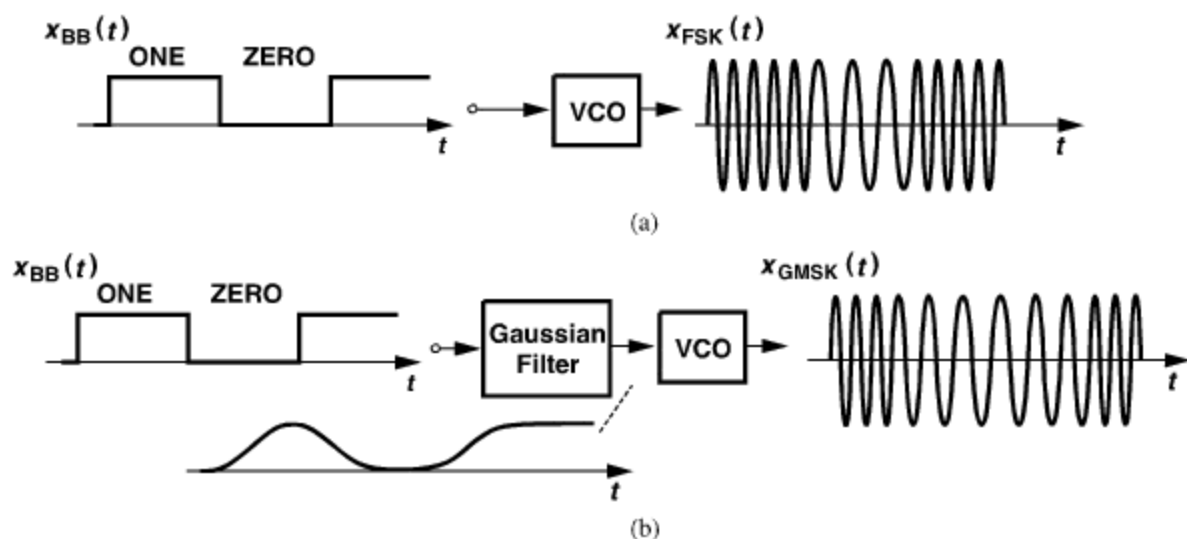 x_BB(t)
ONE ZERO
t
VCO
x_FSK(t)
t
(a)
x_BB(t)
ONE ZERO
t
Gaussian
Filter
VCO
x_GMSK(t)
t
t
(b)